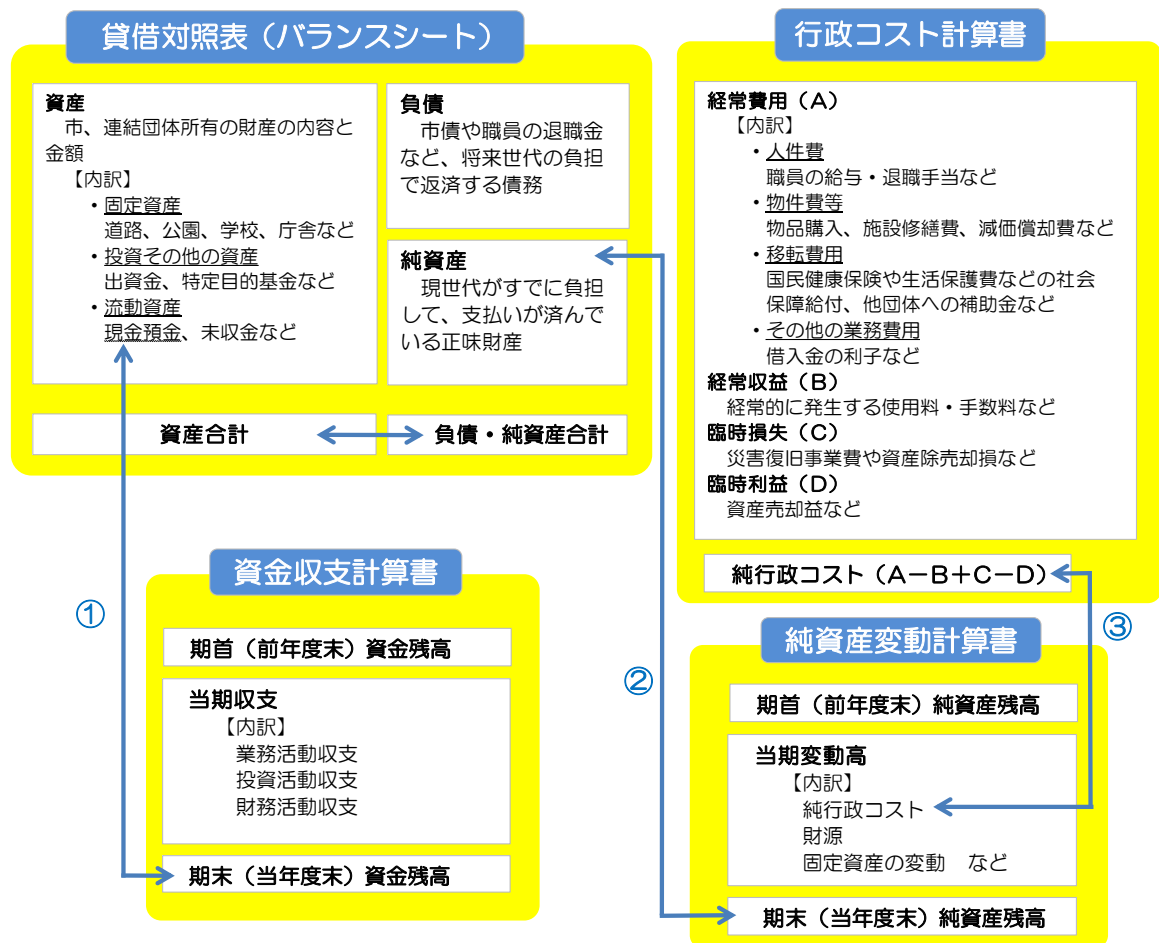 貸借対照表（バランスシート）
資産
市、連結団体所有の財産の内容と
金額
【内訳】
・固定資産
道路、公園、学校、庁舎など
・投資その他の資産
出資金、特定目的基金など
・流動資産
現金預金、未収金など
負債
市債や職員の退職金
など、将来世代の負担
で返済する債務
純資産
現世代がすでに負担
して、支払いが済んで
いる正味財産
資産合計
負債・純資産合計
行政コスト計算書
経常費用（A）
【内訳】
・人件費
職員の給与・退職手当など
・物件費等
物品購入、施設修繕費、減価償却費など
・移転費用
国民健康保険や生活保護費などの社会
保障給付、他団体への補助金など
・その他の業務費用
借入金の利子など
経常収益（B）
経常的に発生する使用料・手数料など
臨時損失（C）
災害復旧事業費や資産除売却損など
臨時利益（D）
資産売却益など
純行政コスト（A－B＋C－D）
資金収支計算書
①
期首（前年度末）資金残高
当期収支
【内訳】
業務活動収支
投資活動収支
財務活動収支
期末（当年度末）資金残高
②
③
純資産変動計算書
期首（前年度末）純資産残高
当期変動高
【内訳】
純行政コスト
財源
固定資産の変動　など
期末（当年度末）純資産残高